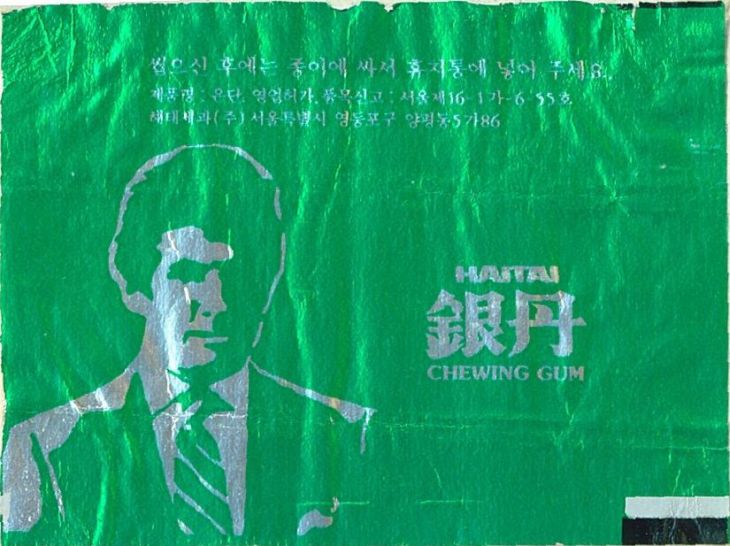 씹으신 후에는 종이에 싸서 휴지통에 넣어 주세요.
제품명 : 은단. 영업허가. 품목신고 : 서울제16-1가-6 55호
해태제과(주) 서울특별시 영등포구 양평동5가86
HAITAI
銀丹
CHEWING GUM